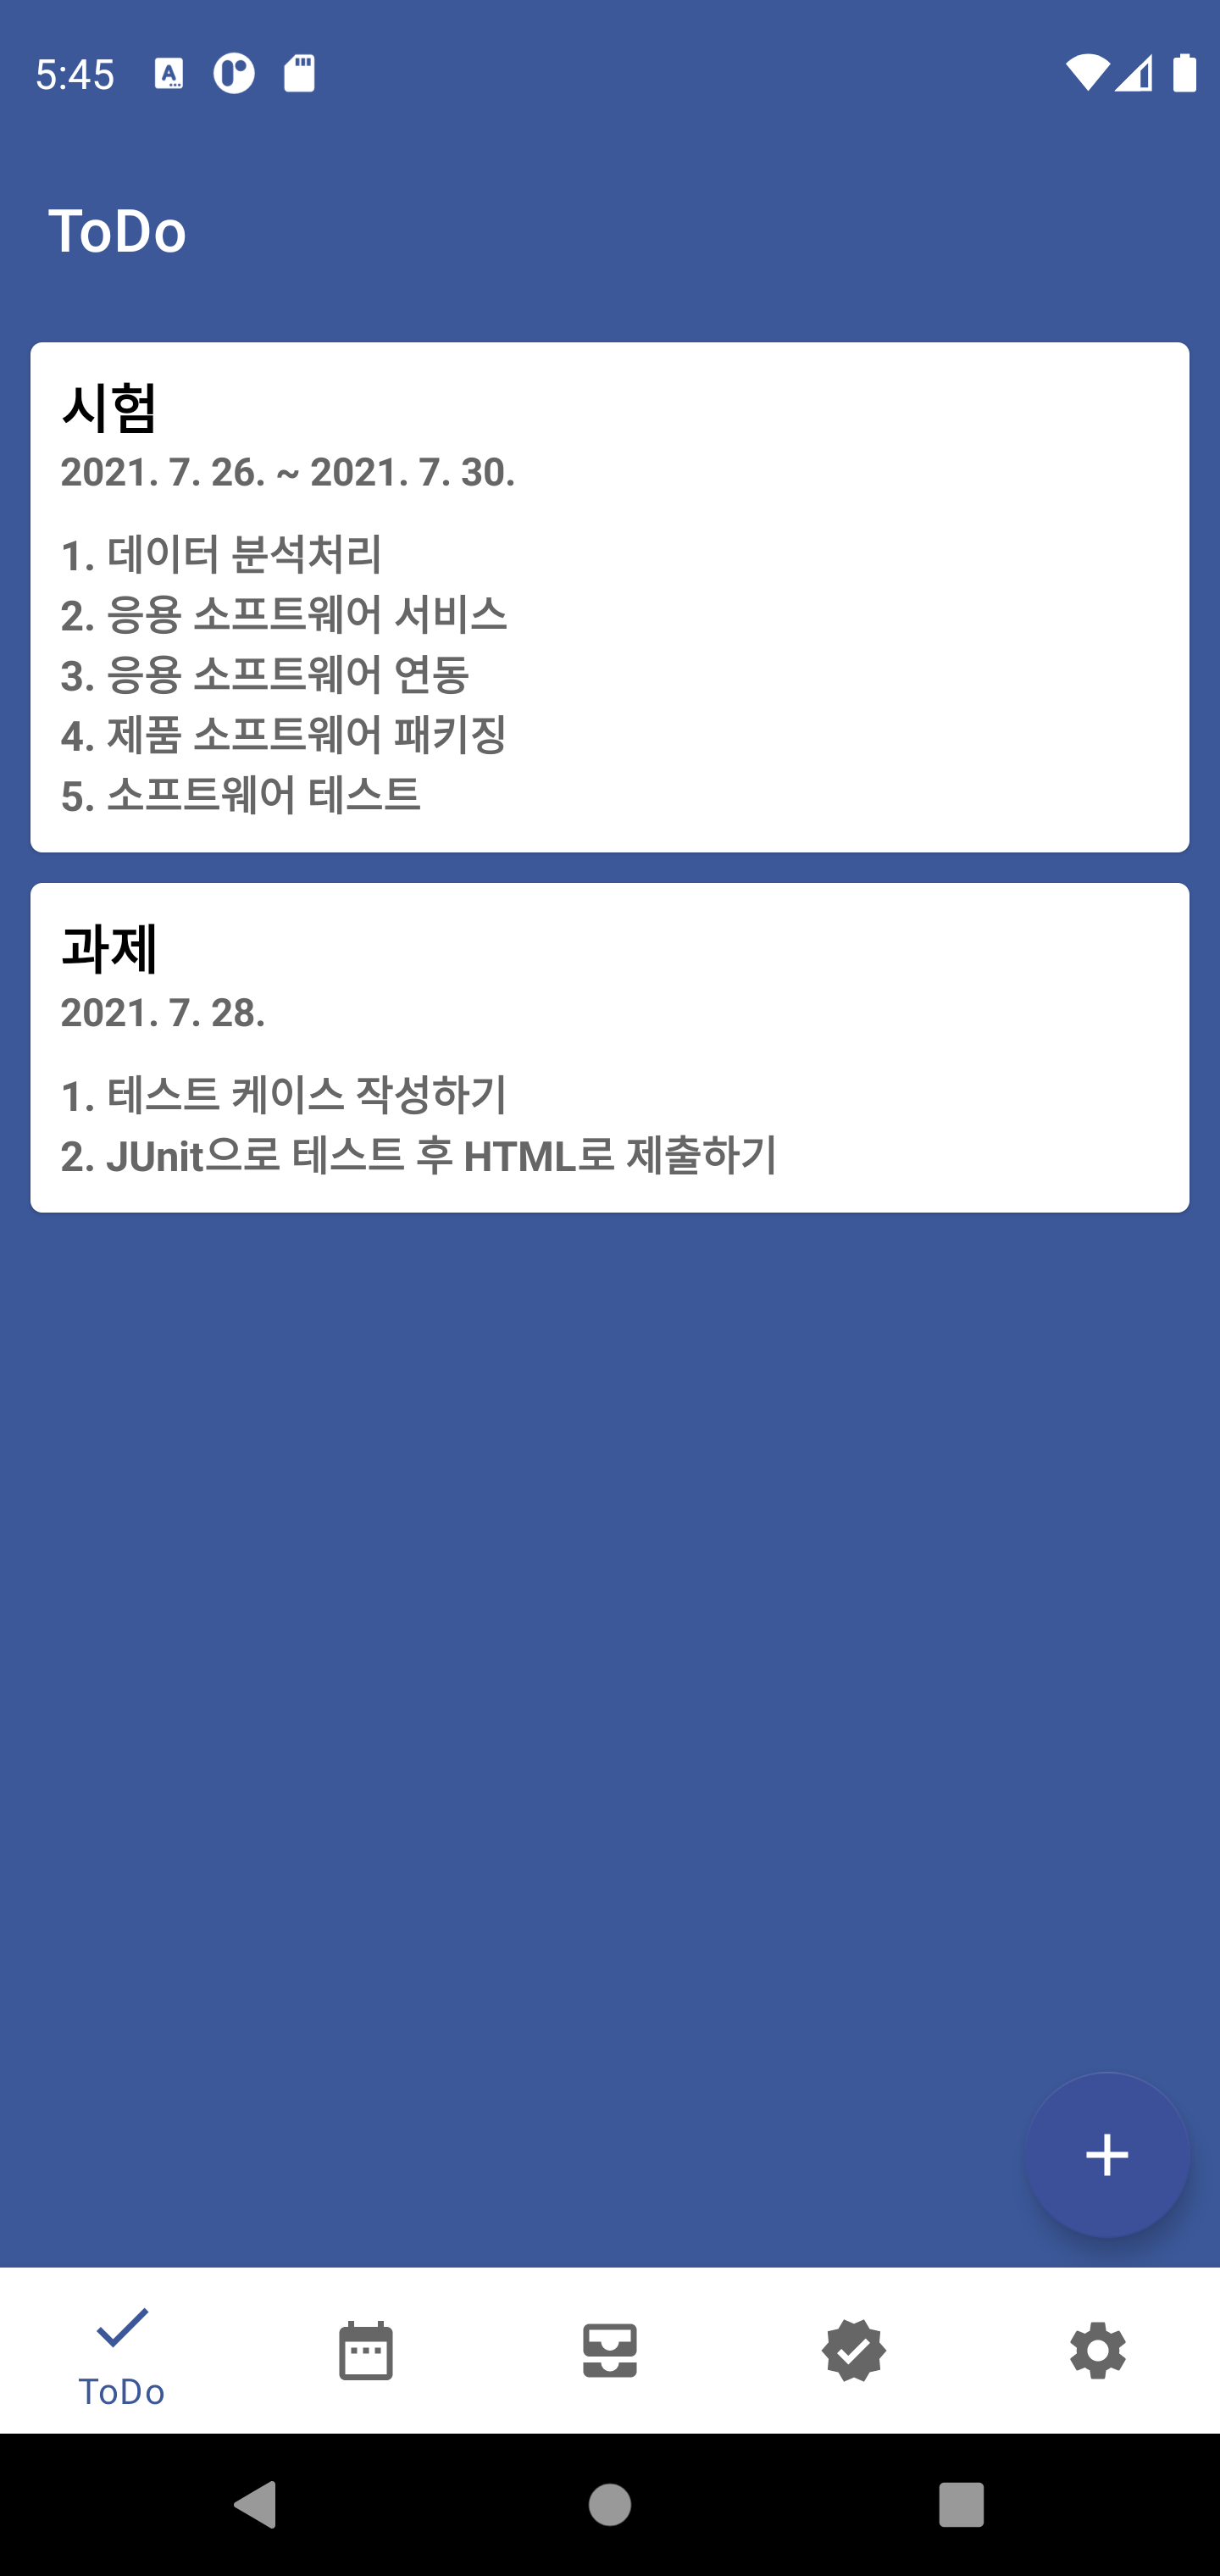 5:45
ToDo
시험
2021. 7. 26. ~ 2021. 7. 30.
1. 데이터 분석처리
2. 응용 소프트웨어 서비스
3. 응용 소프트웨어 연동
4. 제품 소프트웨어 패키징
5. 소프트웨어 테스트
과제
2021. 7. 28.
1. 테스트 케이스 작성하기
2. JUnit으로 테스트 후 HTML로 제출하기
ToDo